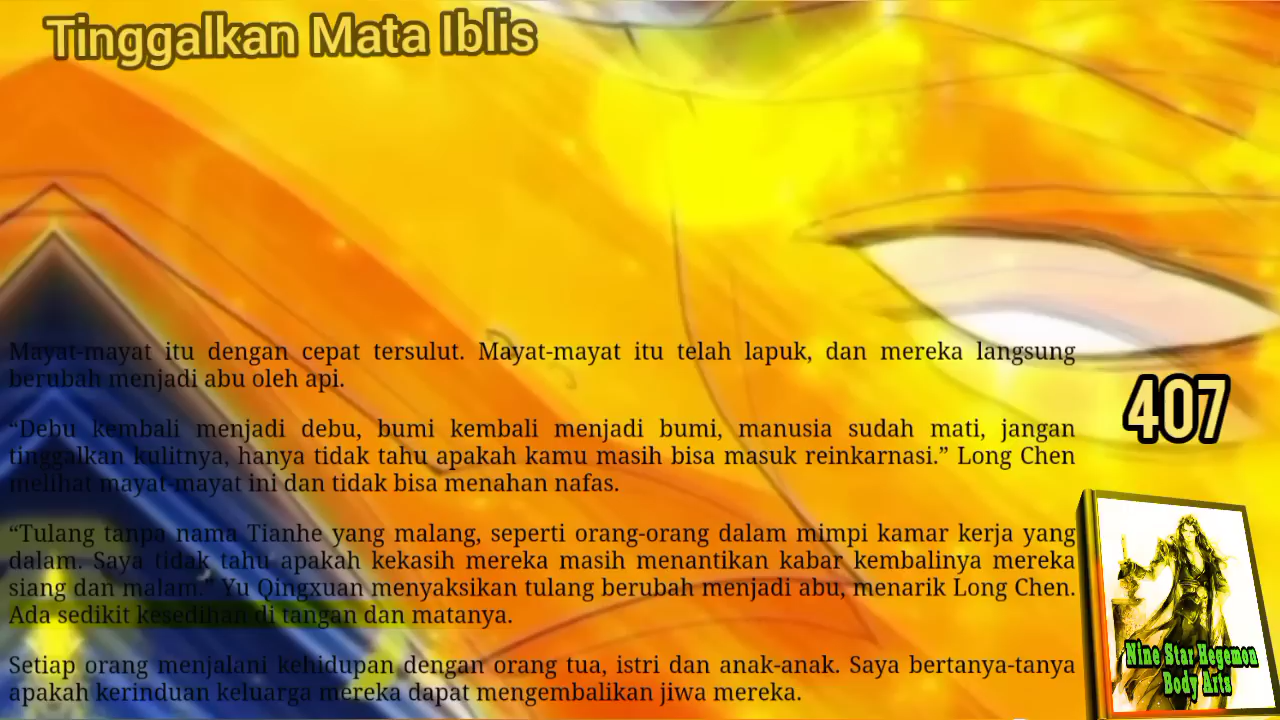 Tinggalkan Mata Iblis
Mayat-mayat itu dengan cepat tersulut. Mayat-mayat itu telah lapuk, dan mereka langsung
berubah menjadi abu oleh api.
“Debu kembali menjadi debu, bumi kembali menjadi bumi, manusia sudah mati, jangan
tinggalkan kulitnya, hanya tidak tahu apakah kamu masih bisa masuk reinkarnasi.” Long Chen
melihat mayat-mayat ini dan tidak bisa menahan nafas.
“Tulang tanpa nama Tianhe yang malang, seperti orang-orang dalam mimpi kamar kerja yang
dalam. Saya tidak tahu apakah kekasih mereka masih menantikan kabar kembalinya mereka
siang dan malam.” Yu Qingxuan menyaksikan tulang berubah menjadi abu, menarik Long Chen.
Ada sedikit kesedihan di tangan dan matanya.
Setiap orang menjalani kehidupan dengan orang tua, istri dan anak-anak. Saya bertanya-tanya
apakah kerinduan keluarga mereka dapat mengembalikan jiwa mereka.
407
Nine Star Hegemon
Body Arts